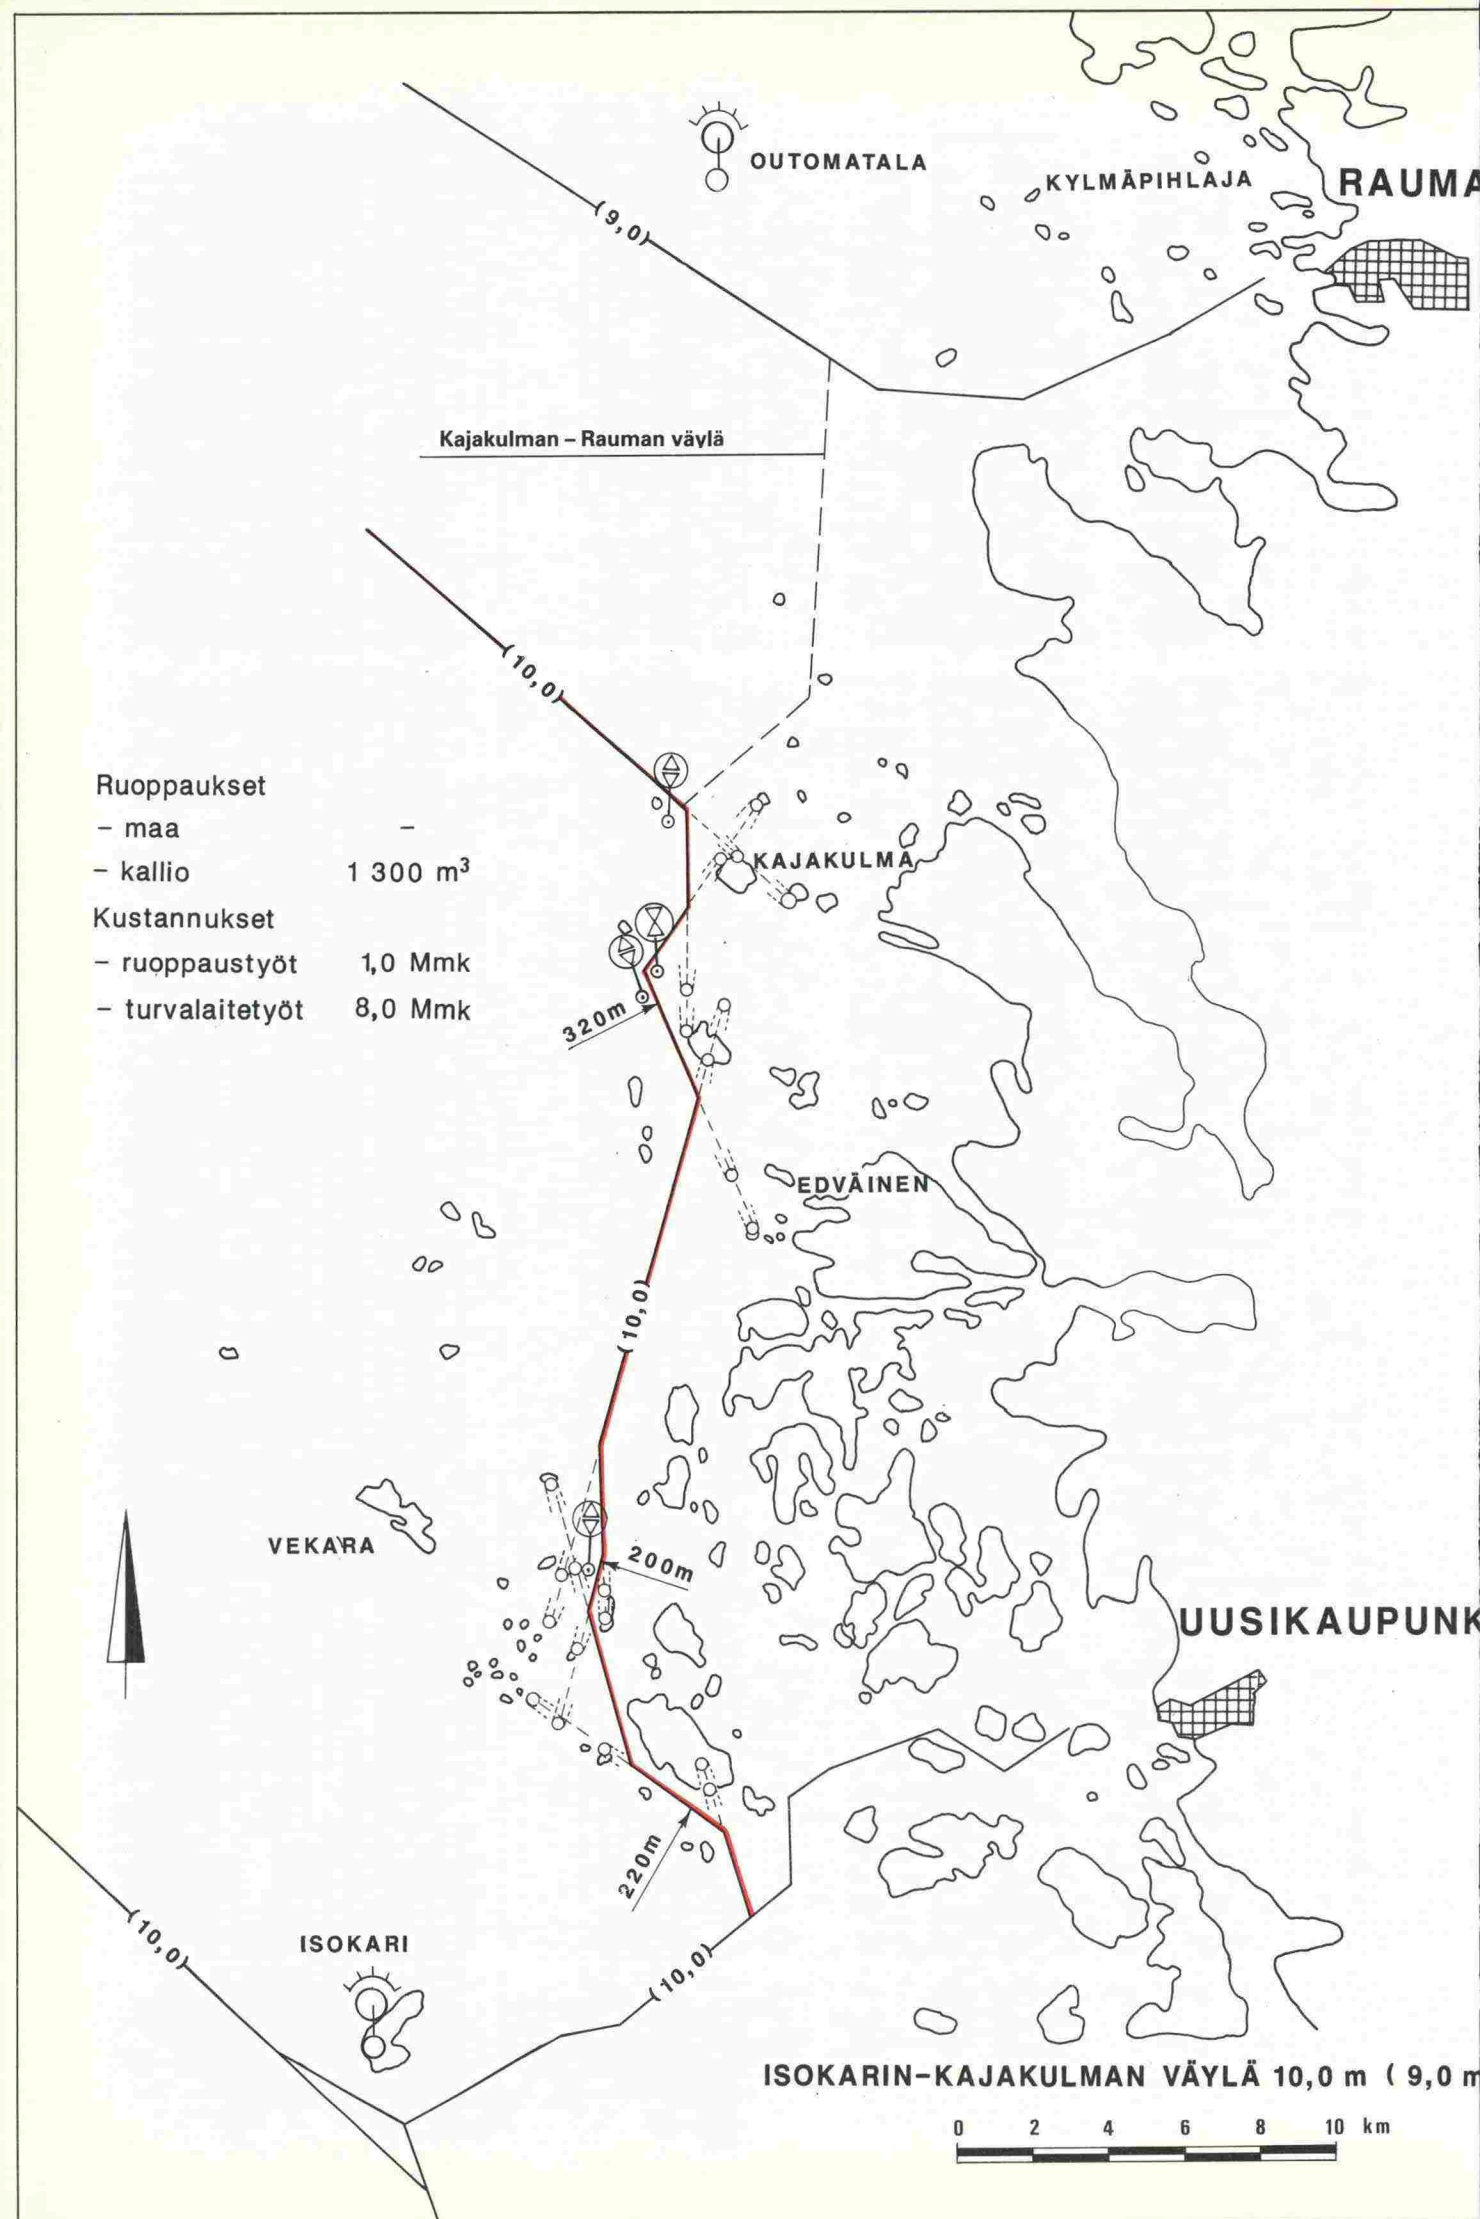 OUTOMATALA
KYLMÄPIHLAJA
RAUMA
(9,0)
Kajakulman – Rauman väylä
(10,0)
Ruoppaukset
– maa –
– kallio 1 300 m³
Kustannukset
– ruoppaustyöt 1,0 Mmk
– turvalaitetyöt 8,0 Mmk
KAJAKULMA
320m
EDVÄINEN
(10,0)
VEKARA
200m
UUSIKAUPUNK
220m
(10,0)
ISOKARI
(10,0)
ISOKARIN-KAJAKULMAN VÄYLÄ 10,0 m ( 9,0 m
0 2 4 6 8 10 km